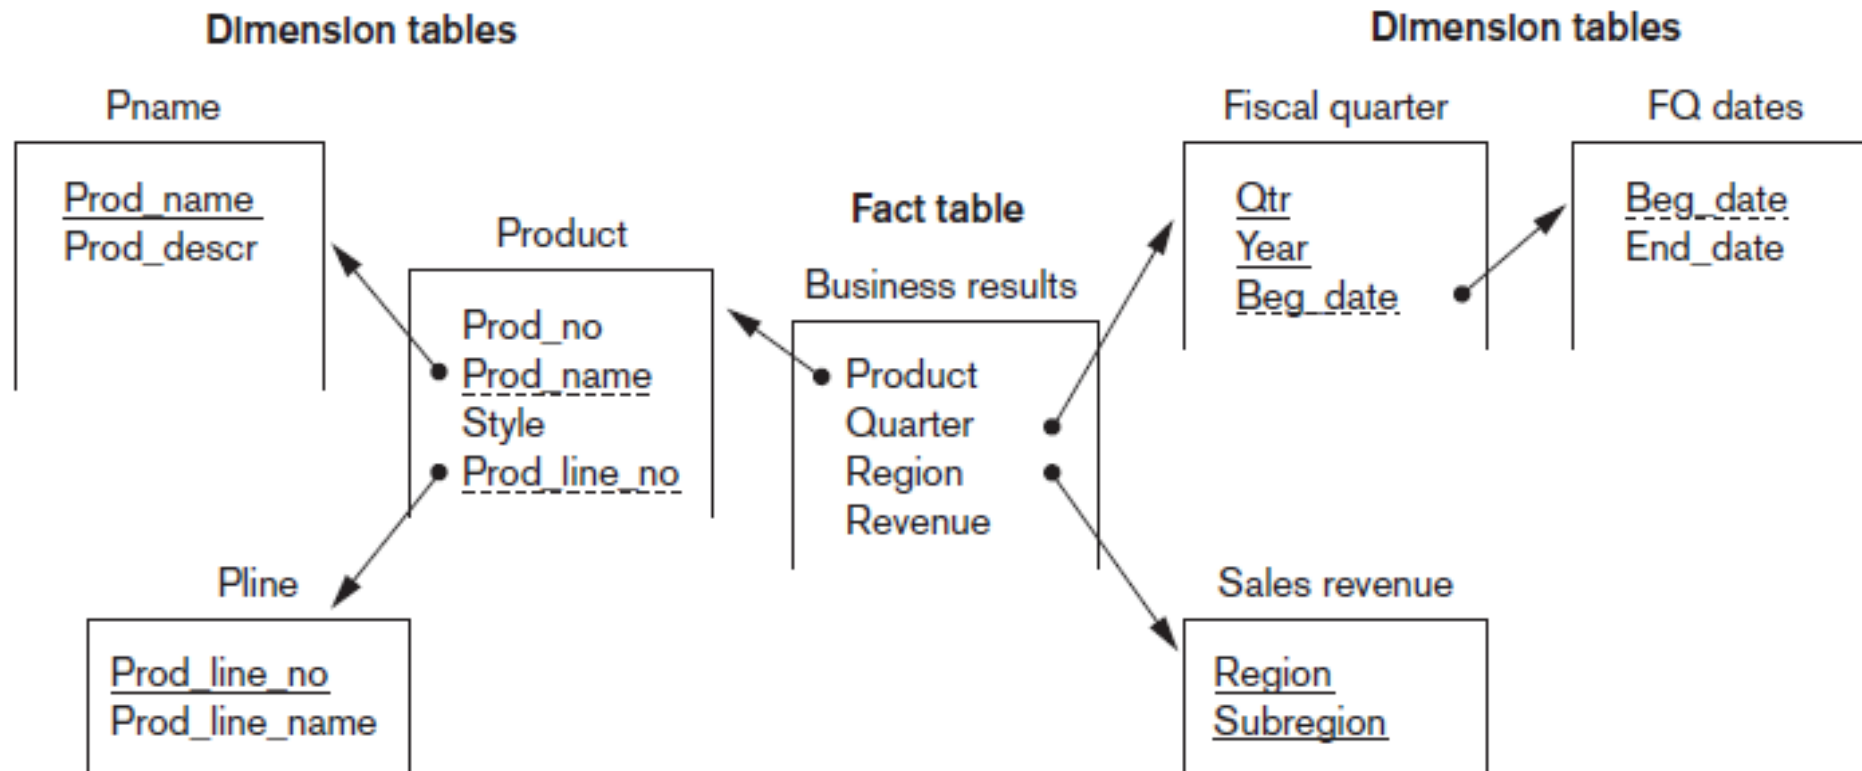 Dimension tables
Pname
Prod_name
Prod_descr
Product
Prod_no
Prod_name
Style
Prod_line_no
Pline
Prod_line_no
Prod_line_name
Fact table
Business results
Product
Quarter
Region
Revenue
Dimension tables
Fiscal quarter
Qtr
Year
Beg_date
FQ dates
Beg_date
End_date
Sales revenue
Region
Subregion